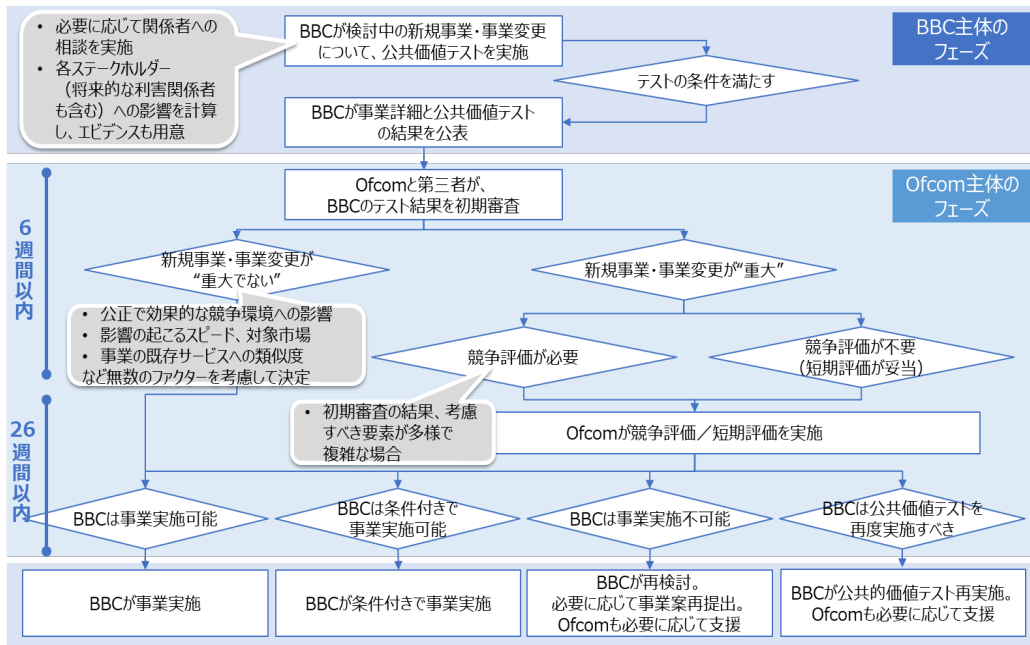 • 必要に応じて関係者への
相談を実施
• 各ステークホルダー
（将来的な利害関係者
も含む）への影響を計算
し、エビデンスも用意
BBCが検討中の新規事業・事業変更
について、公共価値テストを実施
BBC主体の
フェーズ
テストの条件を満たす
BBCが事業詳細と公共価値テスト
の結果を公表
6
週
間
以
内
Ofcomと第三者が、
BBCのテスト結果を初期審査
Ofcom主体の
フェーズ
新規事業・事業変更が
“重大でない”
新規事業・事業変更が“重大”
• 公正で効果的な競争環境への影響
• 影響の起こるスピード、対象市場
• 事業の既存サービスへの類似度
など無数のファクターを考慮して決定
競争評価が必要
競争評価が不要
(短期評価が妥当)
26
週
間
以
内
• 初期審査の結果、考慮
すべき要素が多様で
複雑な場合
Ofcomが競争評価／短期評価を実施
BBCは事業実施可能
BBCは条件付きで
事業実施可能
BBCは事業実施不可能
BBCは公共価値テストを
再度実施すべき
BBCが事業実施
BBCが条件付きで事業実施
BBCが再検討。
必要に応じて事業案再提出。
Ofcomも必要に応じて支援
BBCが公共的価値テスト再実施。
Ofcomも必要に応じて支援